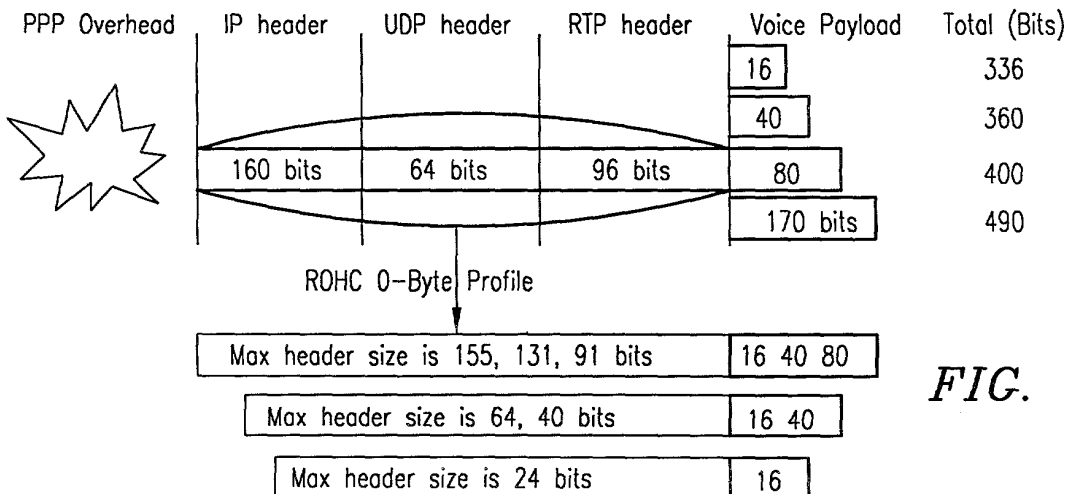 PPP Overhead IP header UDP header RTP header Voice Payload Total (Bits)
16 336
40 360
160 bits 64 bits 96 bits 80 400
170 bits 490
ROHC 0-Byte Profile
Max header size is 155, 131, 91 bits 16 40 80
FIG.
Max header size is 64, 40 bits 16 40
Max header size is 24 bits 16